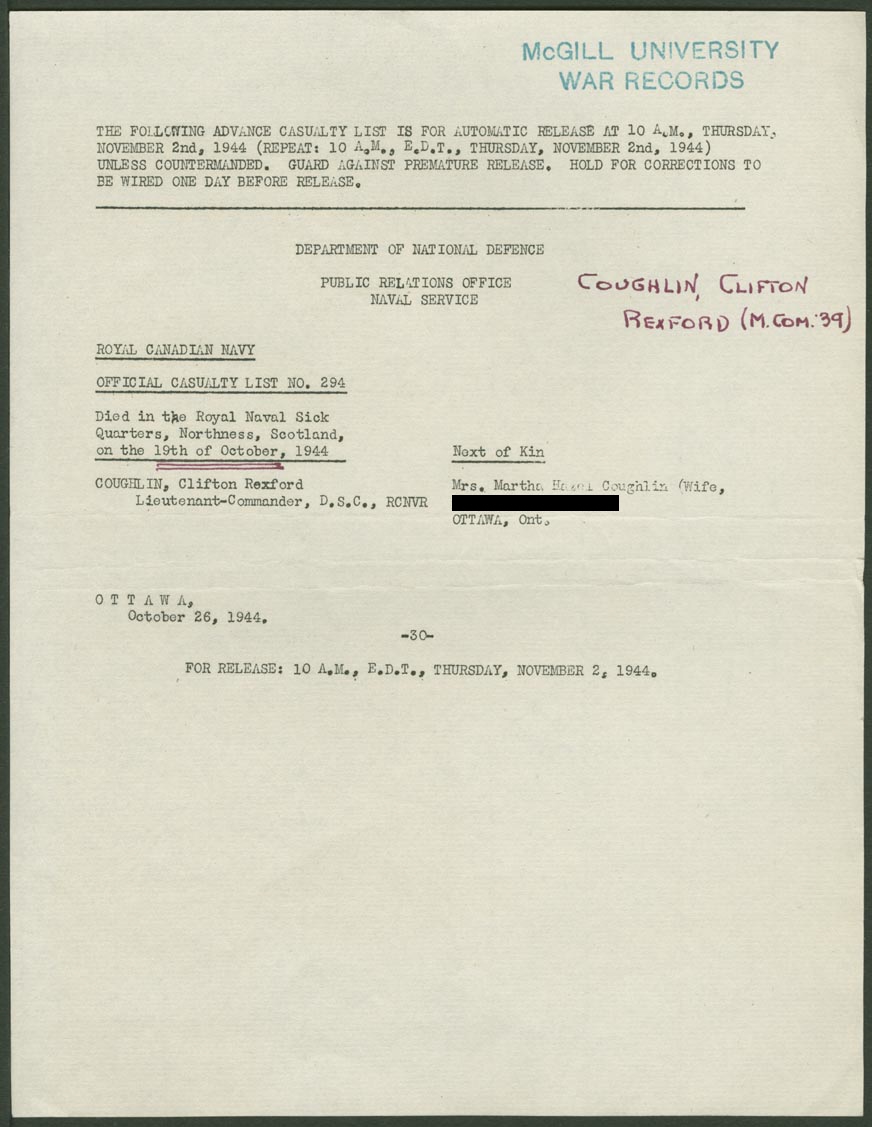 McGILL UNIVERSITY
WAR RECORDS
THE FOLLOWING ADVANCE CASUALTY LIST IS FOR AUTOMATIC RELEASE AT 10 A.M., THURSDAY,
NOVEMBER 2nd, 1944 (REPEAT: 10 A.M., E.D.T., THURSDAY, NOVEMBER 2nd, 1944)
UNLESS COUNTERMANDED. GUARD AGAINST PREMATURE RELEASE. HOLD FOR CORRECTIONS TO
BE WIRED ONE DAY BEFORE RELEASE.
DEPARTMENT OF NATIONAL DEFENCE
PUBLIC RELATIONS OFFICE
NAVAL SERVICE
COUGHLIN, CLIFTON
REXFORD (M.COM.'39)
ROYAL CANADIAN NAVY
OFFICIAL CASUALTY LIST NO. 294
Died in the Royal Naval Sick
Quarters, Northness, Scotland,
on the 19th of October, 1944
Next of Kin
COUGHLIN, Clifton Rexford
Lieutenant-Commander, D.S.C., RCNVR
Mrs. Martha Hazel Coughlin (Wife,
OTTAWA, Ont.
O T T A W A,
October 26, 1944.
-30-
FOR RELEASE: 10 A.M., E.D.T., THURSDAY, NOVEMBER 2, 1944.